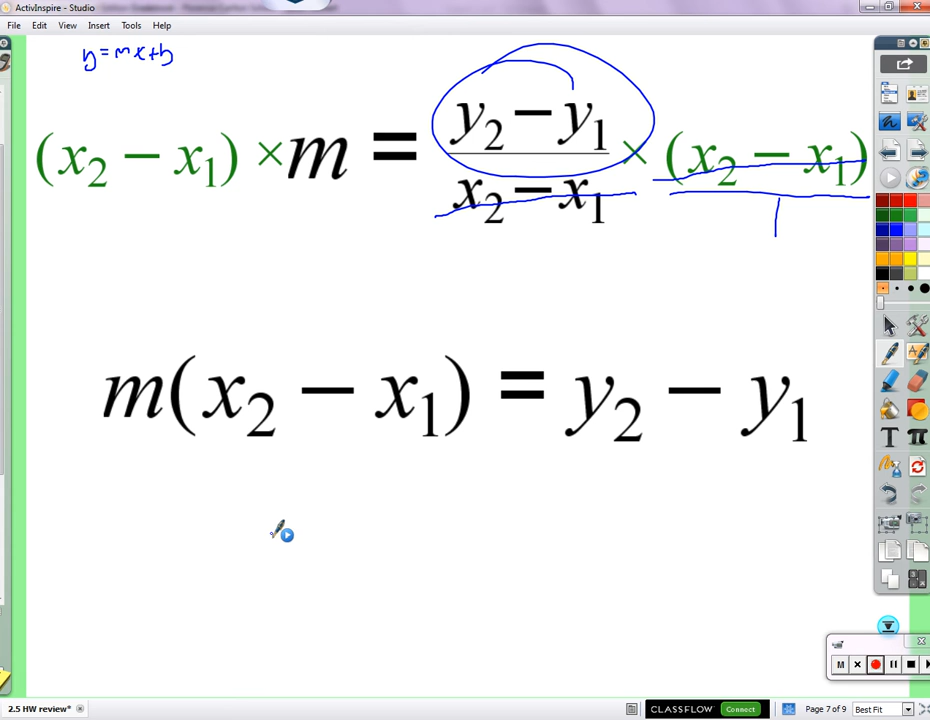 ActivInspire - Studio
File Edit View Insert Tools Help
y = mx + b
(x₂ − x₁) × m = (y₂ − y₁)/(x₂ − x₁) × (x₂ − x₁)
1
m(x₂ − x₁) = y₂ − y₁
M
2.5 HW review*
CLASSFLOW Connect
Page 7 of 9
Best Fit